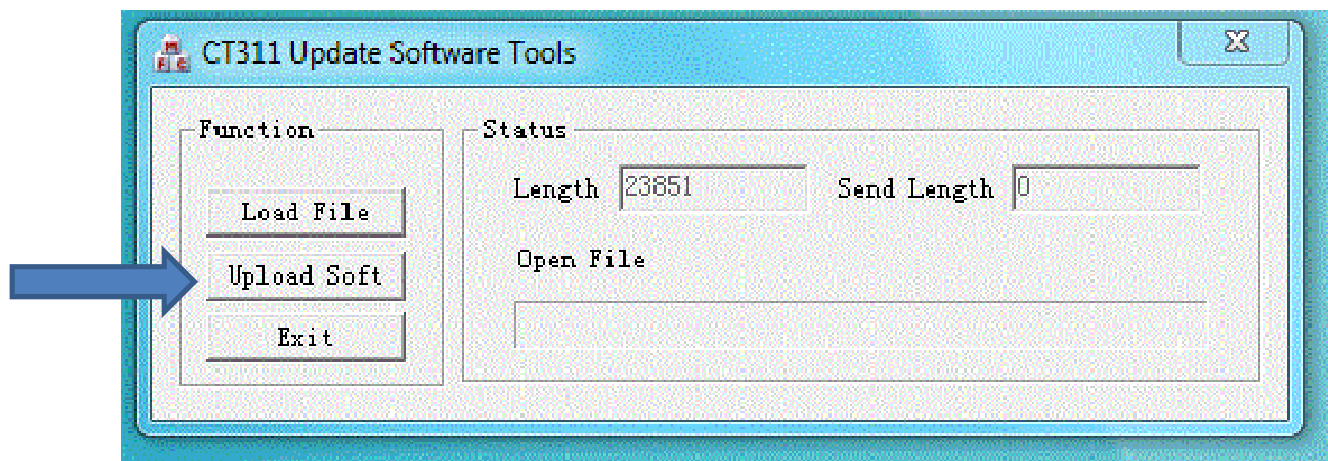 CT311 Update Software Tools
X
Function
Status
Load File
Length 23851 Send Length 0
Upload Soft
Open File
Exit